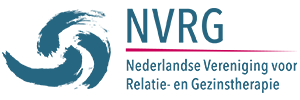 NVRG
Nederlandse Vereniging voor
Relatie- en Gezinstherapie